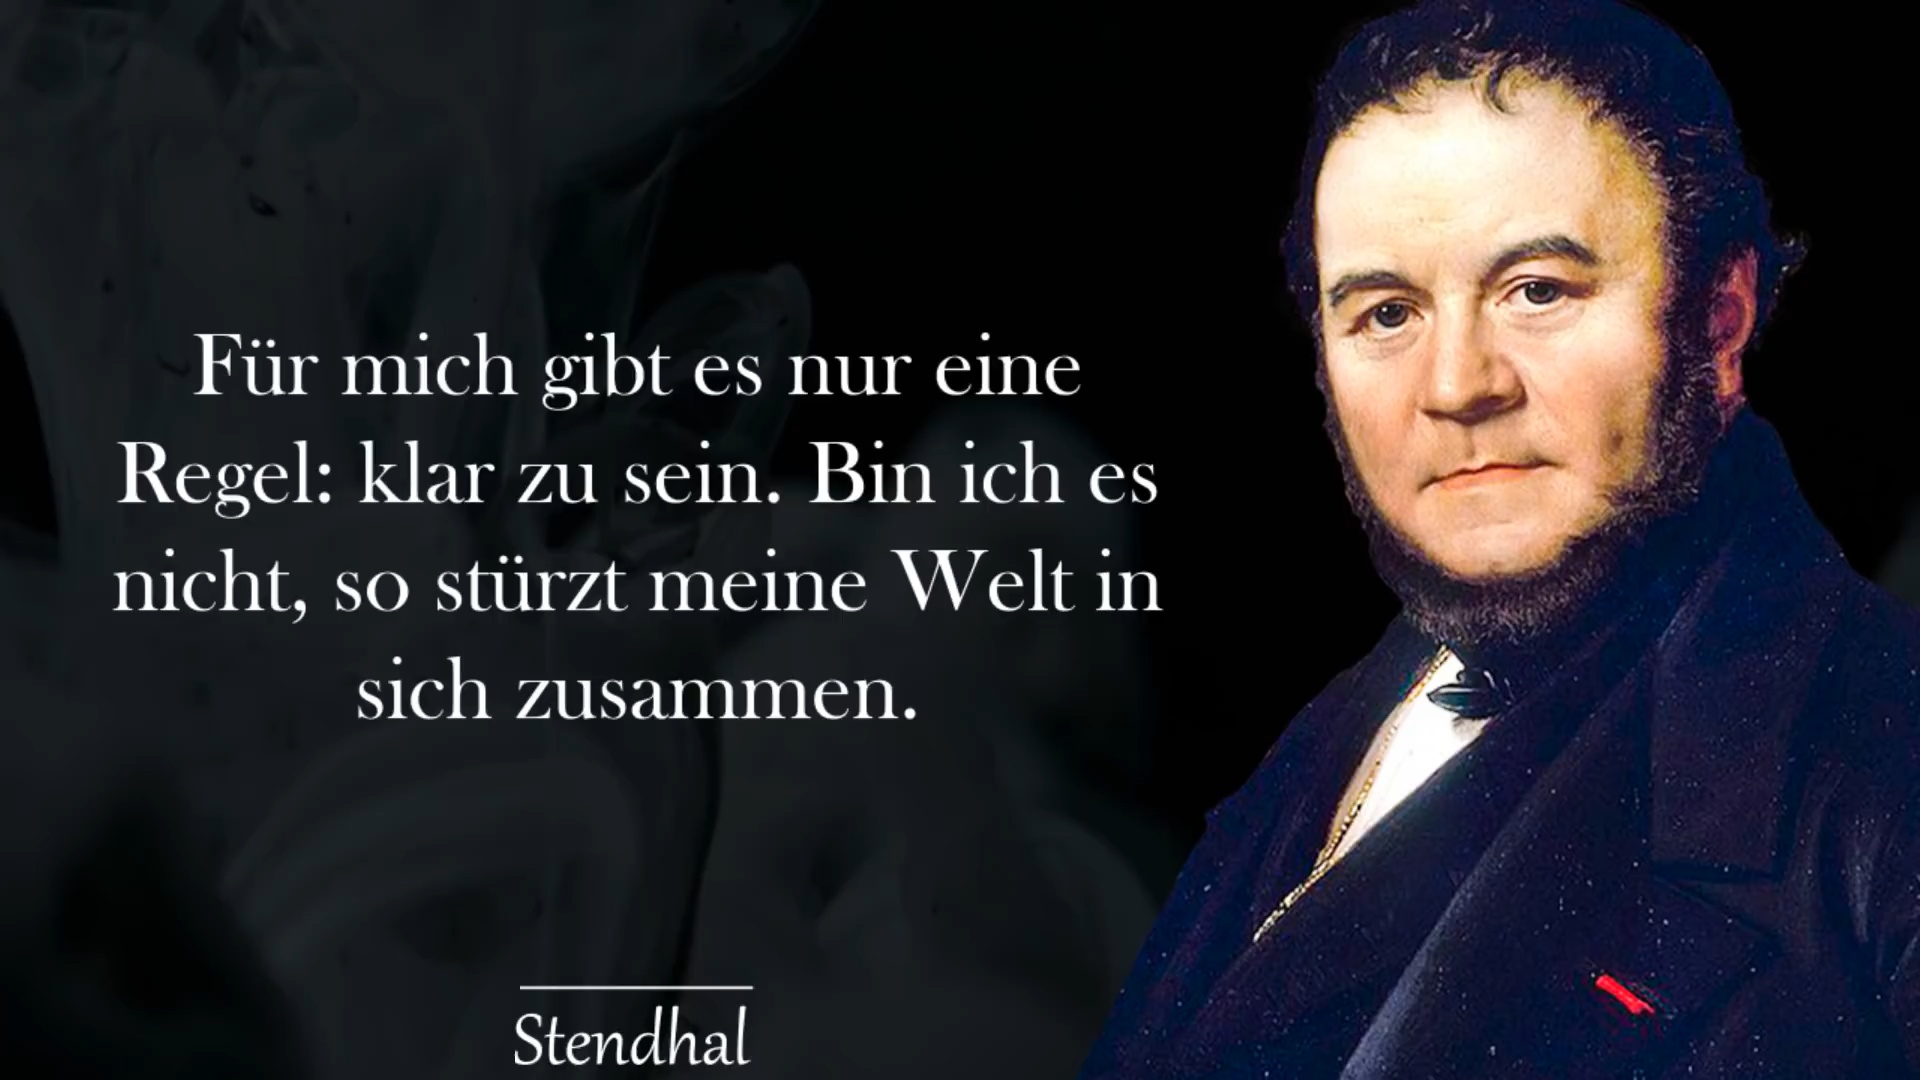 Für mich gibt es nur eine
Regel: klar zu sein. Bin ich es
nicht, so stürzt meine Welt in
sich zusammen.
Stendhal